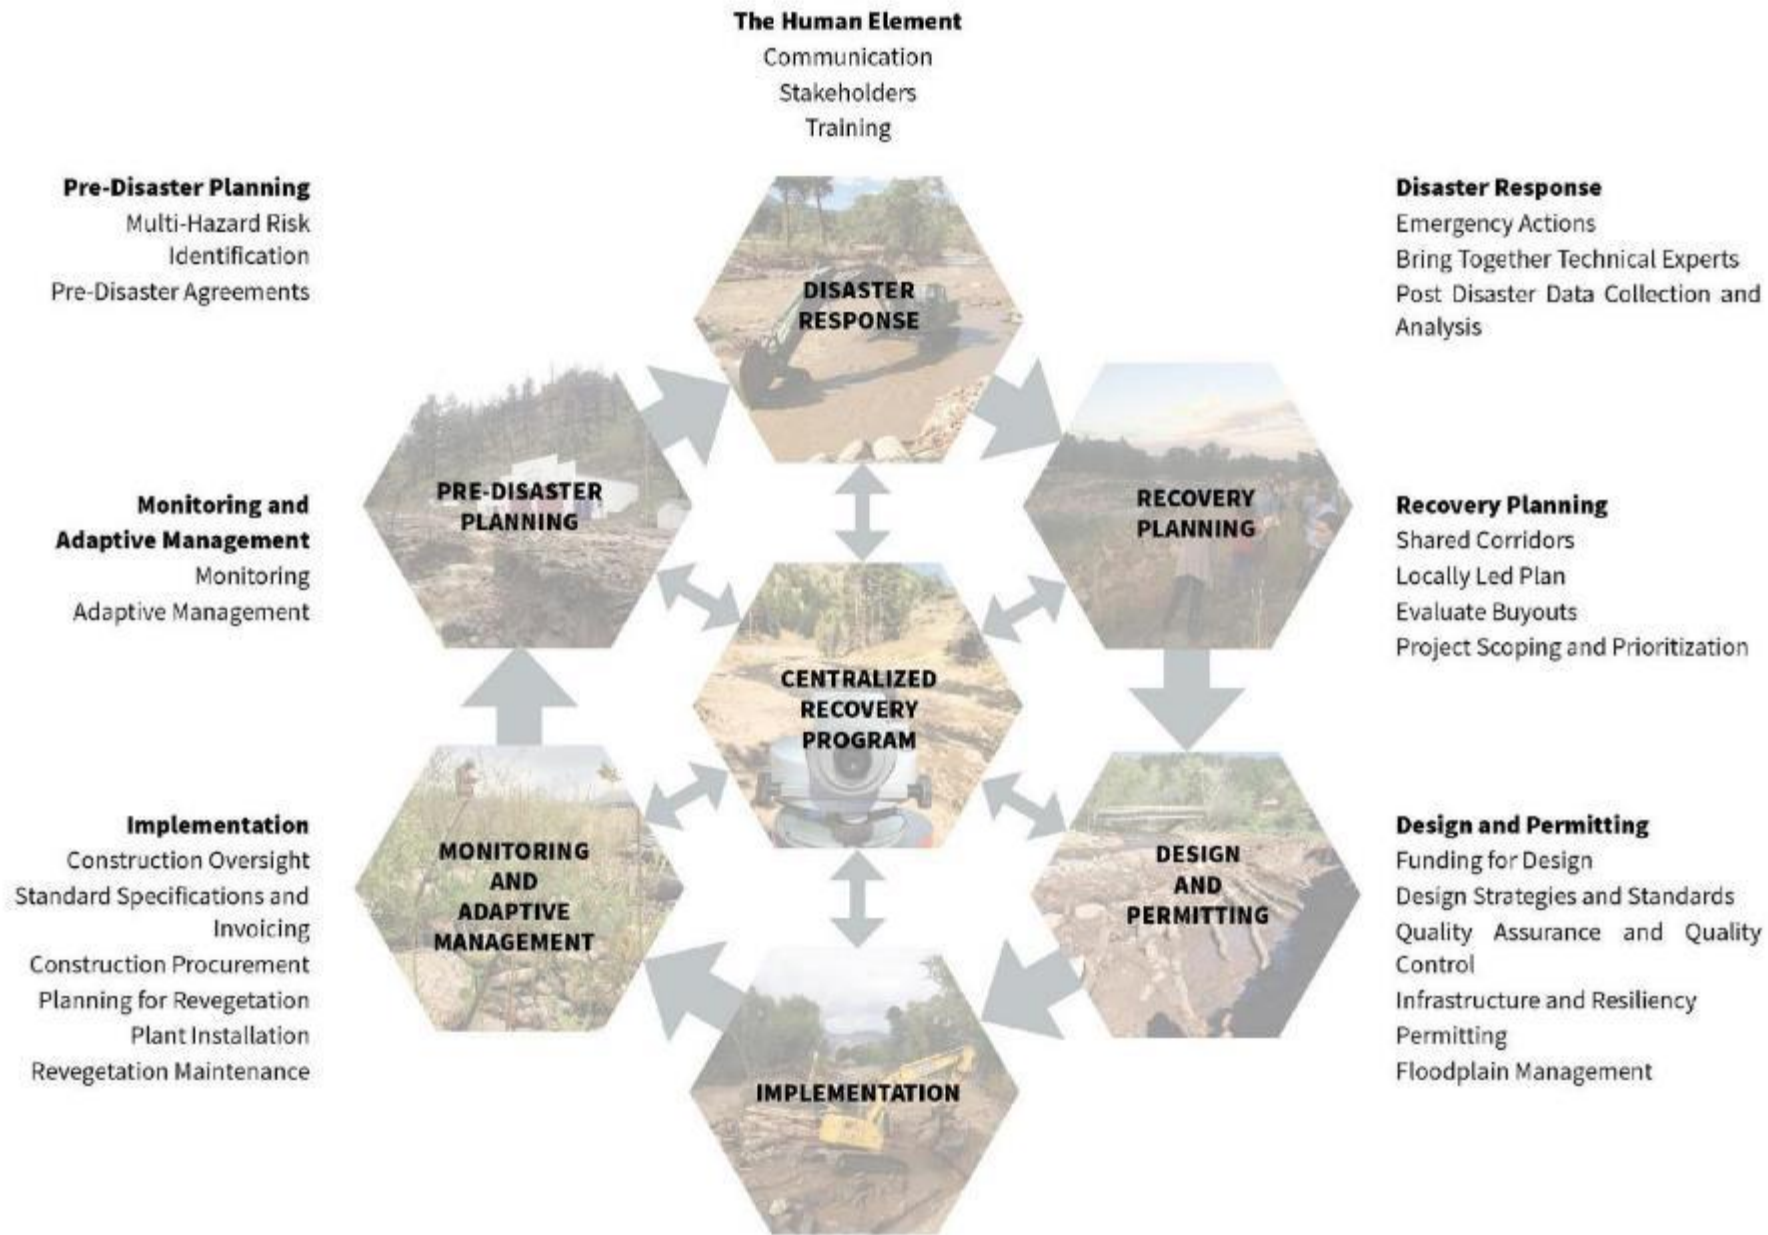 The Human Element
Communication
Stakeholders
Training
Pre-Disaster Planning
Multi-Hazard Risk
Identification
Pre-Disaster Agreements
Disaster Response
Emergency Actions
Bring Together Technical Experts
Post Disaster Data Collection and
Analysis
DISASTER
RESPONSE
PRE-DISASTER
PLANNING
RECOVERY
PLANNING
Monitoring and
Adaptive Management
Monitoring
Adaptive Management
Recovery Planning
Shared Corridors
Locally Led Plan
Evaluate Buyouts
Project Scoping and Prioritization
CENTRALIZED
RECOVERY
PROGRAM
Implementation
Construction Oversight
Standard Specifications and
Invoicing
Construction Procurement
Planning for Revegetation
Plant Installation
Revegetation Maintenance
MONITORING
AND
ADAPTIVE
MANAGEMENT
DESIGN
AND
PERMITTING
Design and Permitting
Funding for Design
Design Strategies and Standards
Quality Assurance and Quality
Control
Infrastructure and Resiliency
Permitting
Floodplain Management
IMPLEMENTATION